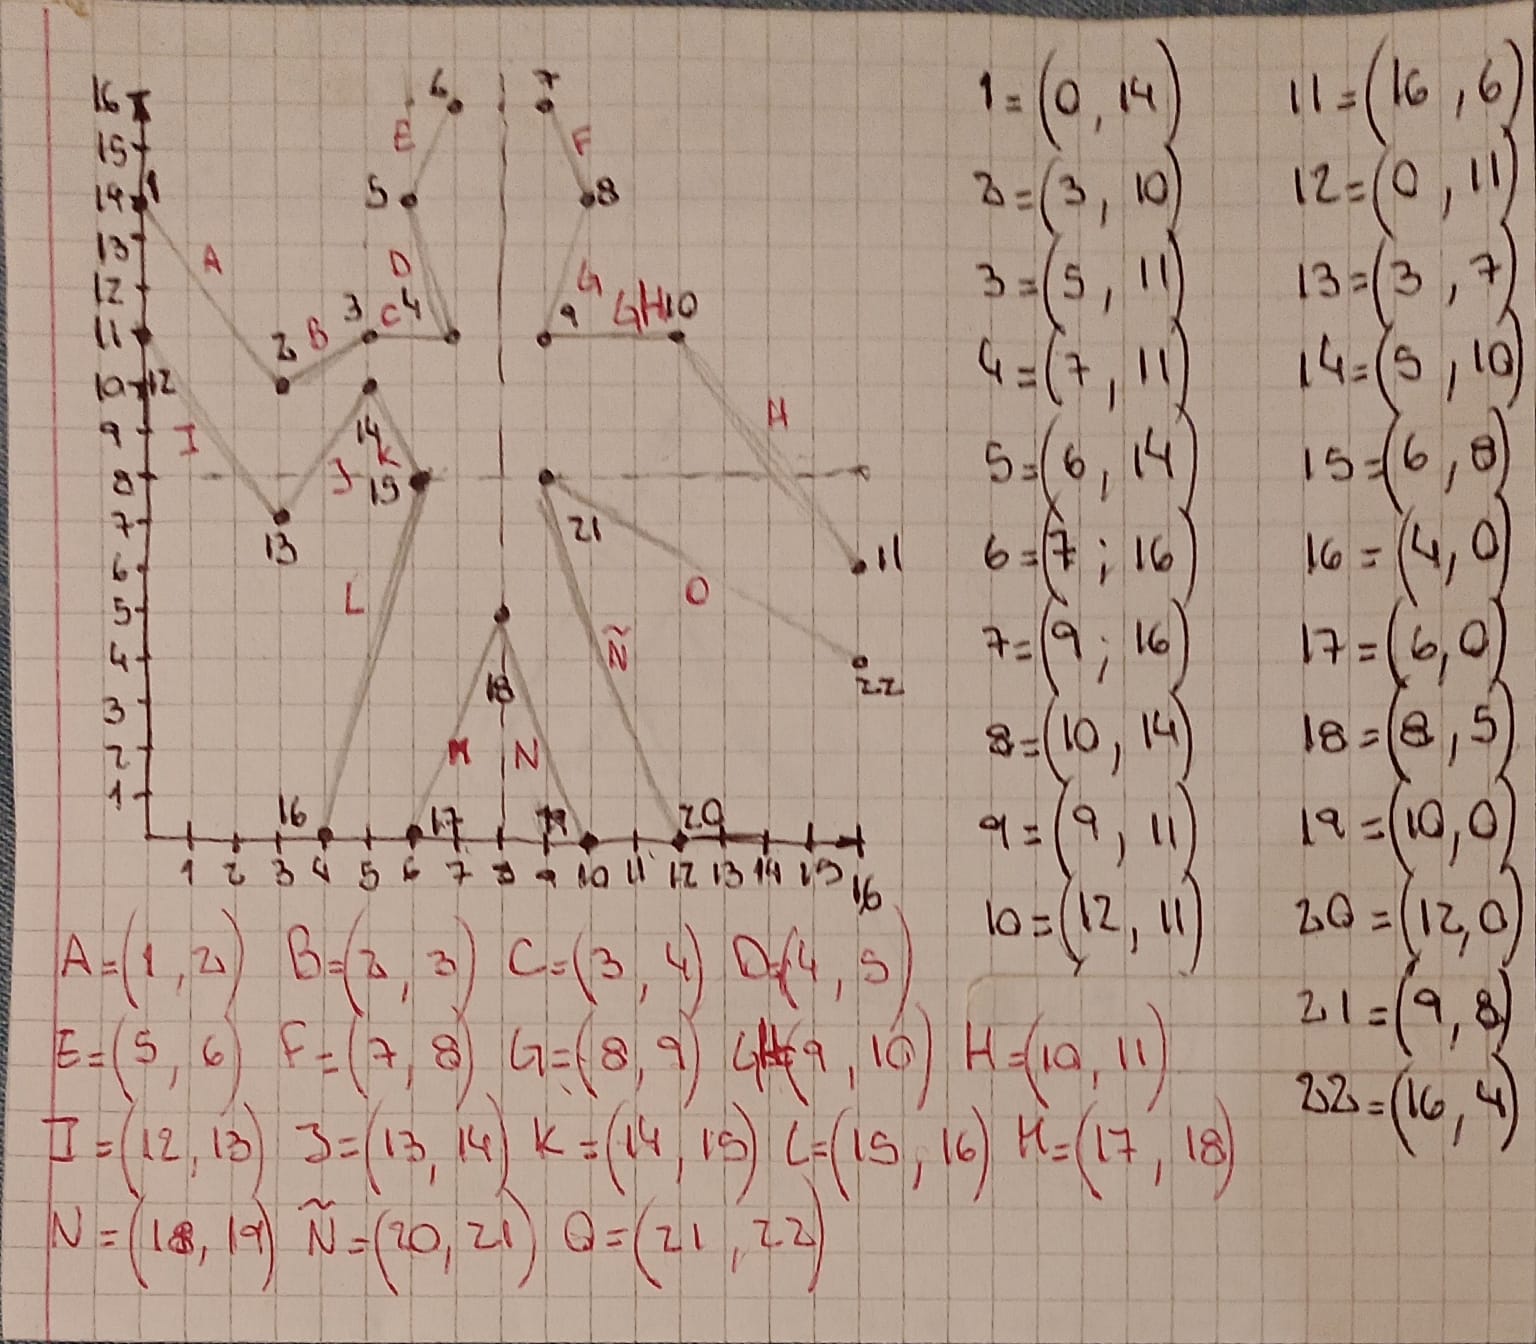 16
15
14
13
12
11
10
9
8
7
6
5
4
3
2
1
1 2 3 4 5 6 7 8 9 10 11 12 13 14 15 16
6 7
E F
1 5 8
A D G
3 4 9 GH 10
2 B C
12
I 14 H
J K
15
13 21 11
L O
Ñ
18 22
M N
16 17 19 20
1=(0, 14)
2=(3, 10)
3=(5, 11)
4=(7, 11)
5=(6, 14)
6=(7; 16)
7=(9; 16)
8=(10, 14)
9=(9, 11)
10=(12, 11)
11=(16, 6)
12=(0, 11)
13=(3, 7)
14=(5, 10)
15=(6, 8)
16=(4, 0)
17=(6, 0)
18=(8, 5)
19=(10, 0)
20=(12, 0)
21=(9, 8)
22=(16, 4)
A=(1, 2) B=(2, 3) C=(3, 4) D=(4, 5)
E=(5, 6) F=(7, 8) G=(8, 9) GH=(9, 10) H=(10, 11)
I=(12, 13) J=(13, 14) K=(14, 15) L=(15, 16) M=(17, 18)
N=(18, 19) Ñ=(20, 21) O=(21, 22)